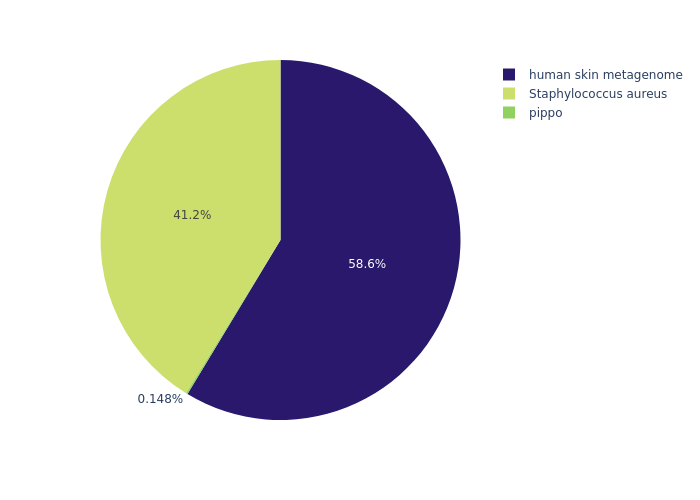 human skin metagenome
Staphylococcus aureus
pippo
41.2%
58.6%
0.148%